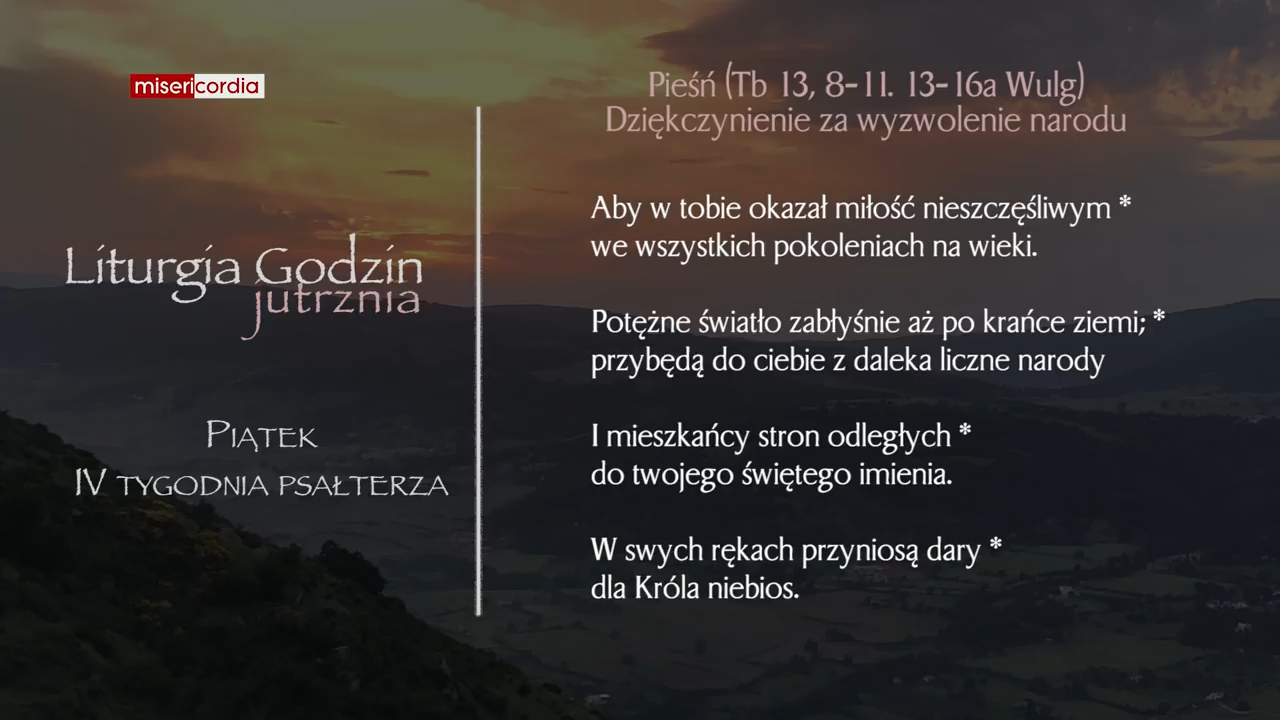 misericordia
Liturgia Godzin
jutrznia
Piątek
IV tygodnia psałterza
Pieśń (Tb 13, 8-11. 13-16a Wulg)
Dziękczynienie za wyzwolenie narodu
Aby w tobie okazał miłość nieszczęśliwym *
we wszystkich pokoleniach na wieki.
Potężne światło zabłyśnie aż po krańce ziemi; *
przybędą do ciebie z daleka liczne narody
I mieszkańcy stron odległych *
do twojego świętego imienia.
W swych rękach przyniosą dary *
dla Króla niebios.